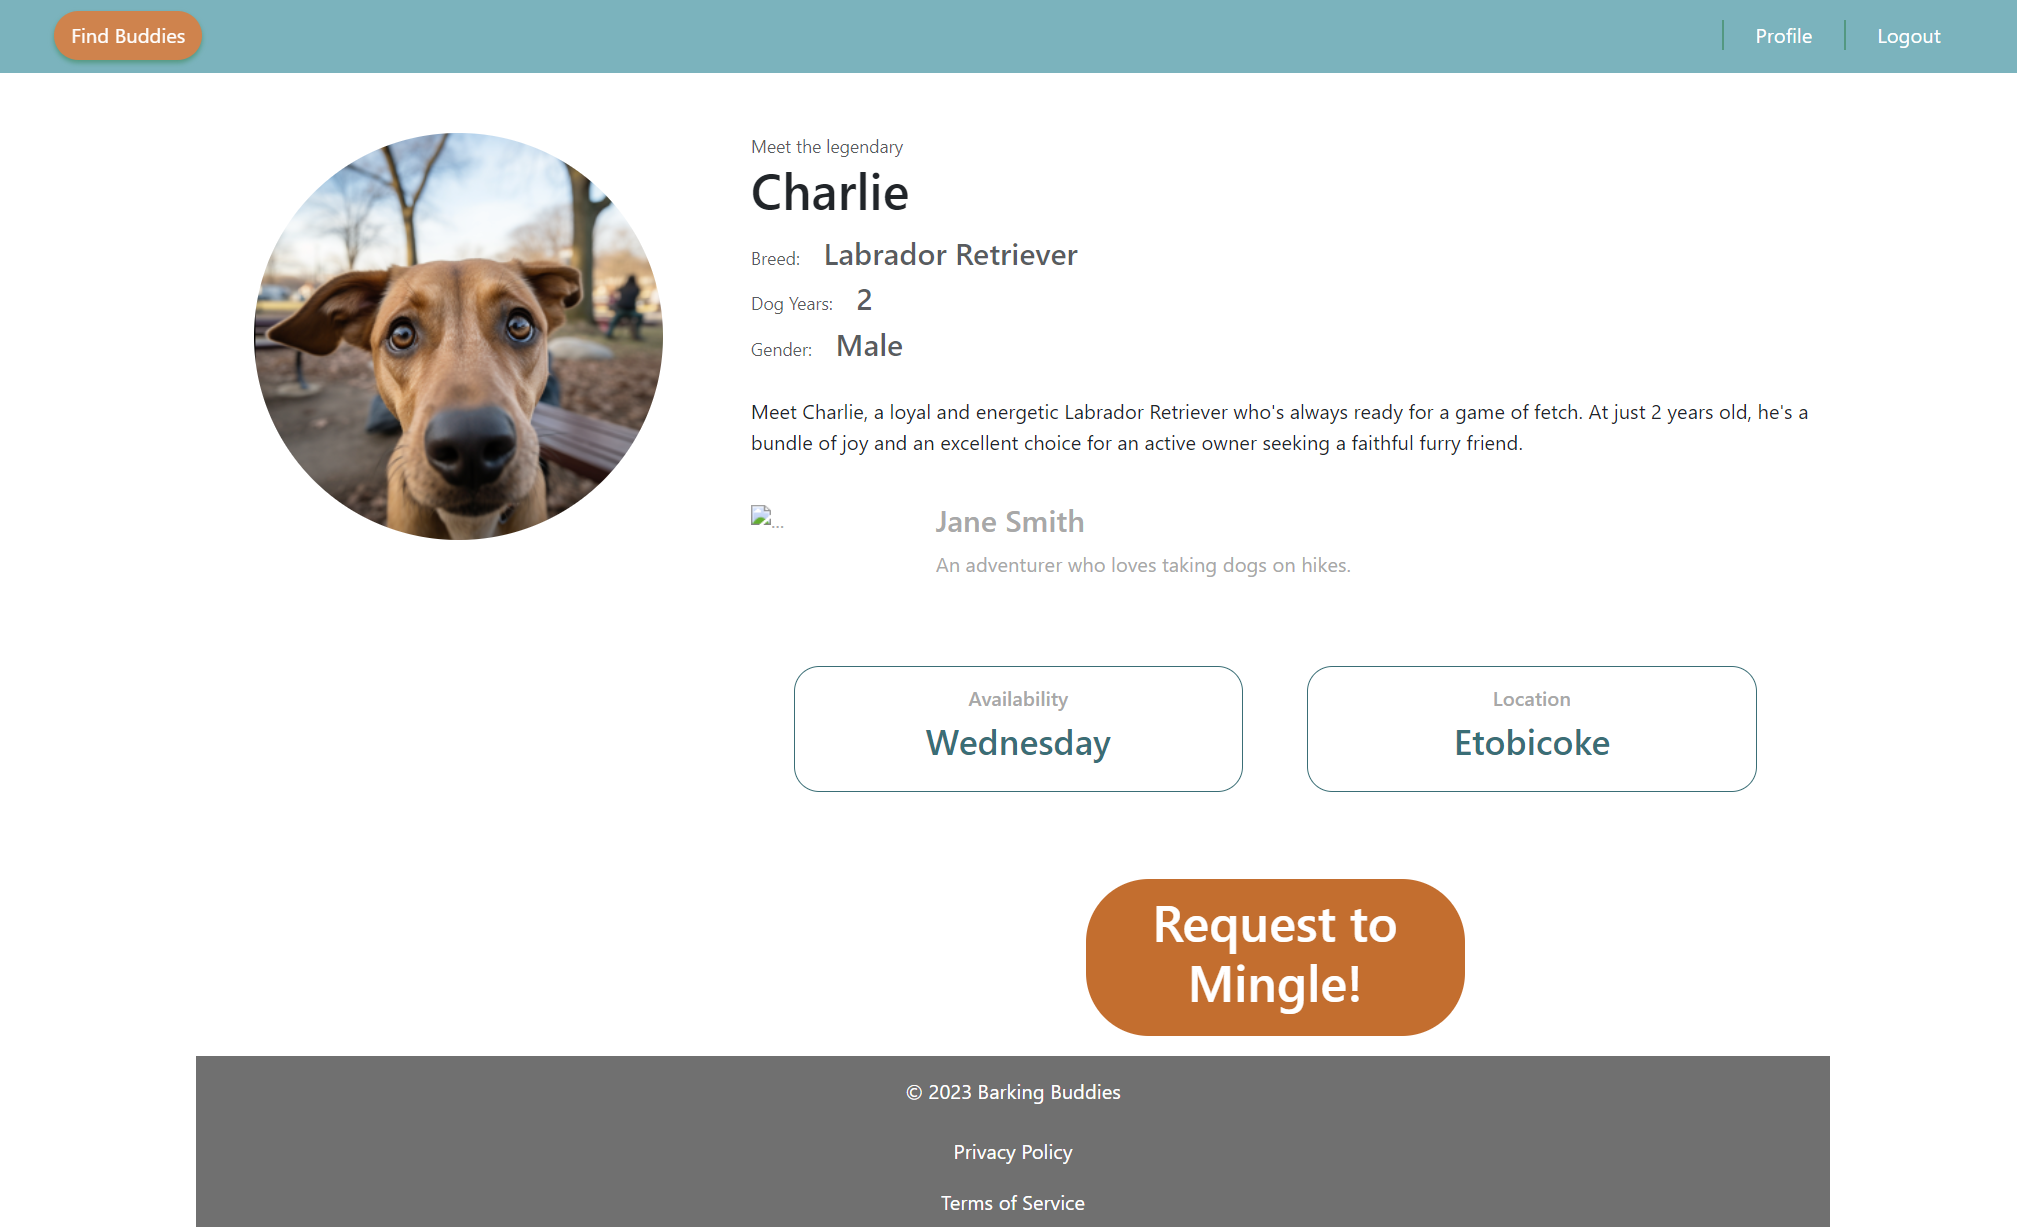 Find Buddies
Profile
Logout
Meet the legendary
Charlie
Breed: Labrador Retriever
Dog Years: 2
Gender: Male
Meet Charlie, a loyal and energetic Labrador Retriever who's always ready for a game of fetch. At just 2 years old, he's a
bundle of joy and an excellent choice for an active owner seeking a faithful furry friend.
...
Jane Smith
An adventurer who loves taking dogs on hikes.
Availability
Wednesday
Location
Etobicoke
Request to
Mingle!
© 2023 Barking Buddies
Privacy Policy
Terms of Service